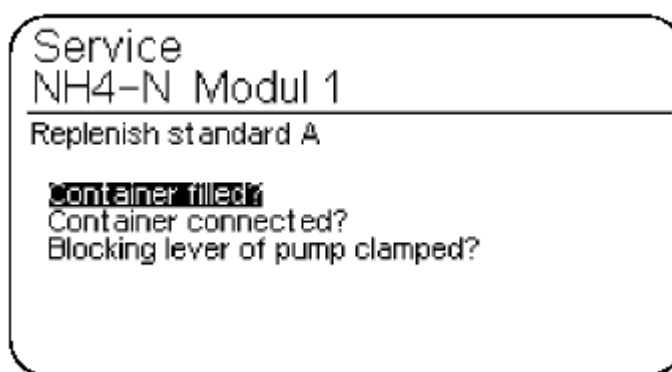 Service
NH4-N Modul 1
Replenish standard A
Container filled?
Container connected?
Blocking lever of pump clamped?